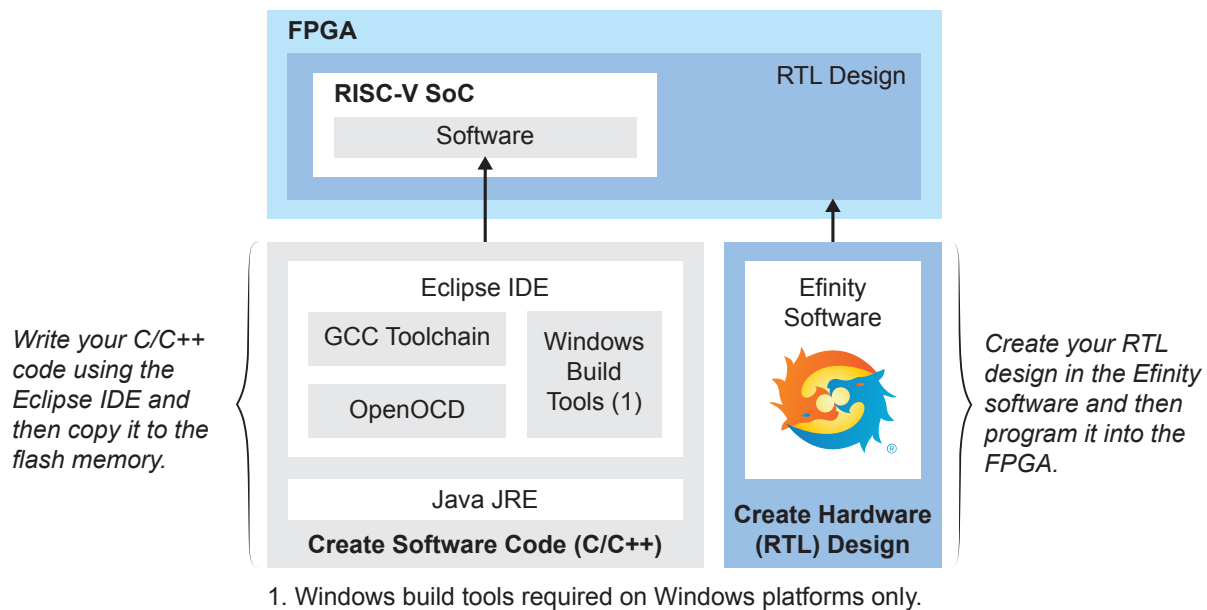 FPGA
RTL Design
RISC-V SoC
Software
Write your C/C++
code using the
Eclipse IDE and
then copy it to the
flash memory.
Eclipse IDE
GCC Toolchain
OpenOCD
Windows
Build
Tools (1)
Java JRE
Create Software Code (C/C++)
Efinity
Software
®
Create Hardware
(RTL) Design
Create your RTL
design in the Efinity
software and then
program it into the
FPGA.
1. Windows build tools required on Windows platforms only.